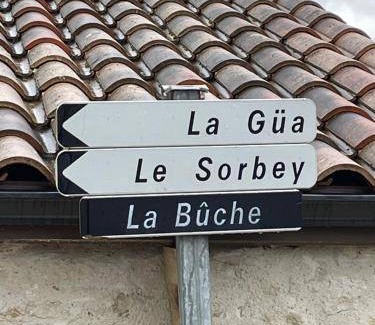 La Güa
Le Sorbey
La Bûche